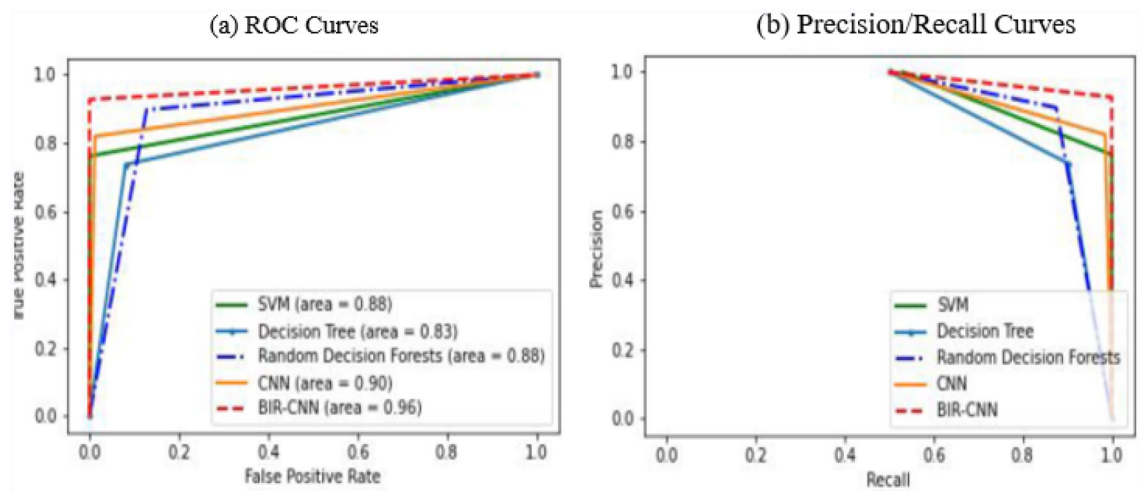 (a) ROC Curves
1.0
0.8
0.6
0.4
0.2
0.0
True Positive Rate
0.0 0.2 0.4 0.6 0.8 1.0
False Positive Rate
SVM (area = 0.88)
Decision Tree (area = 0.83)
Random Decision Forests (area = 0.88)
CNN (area = 0.90)
BIR-CNN (area = 0.96)
(b) Precision/Recall Curves
1.0
0.8
0.6
0.4
0.2
0.0
Precision
0.0 0.2 0.4 0.6 0.8 1.0
Recall
SVM
Decision Tree
Random Decision Forests
CNN
BIR-CNN